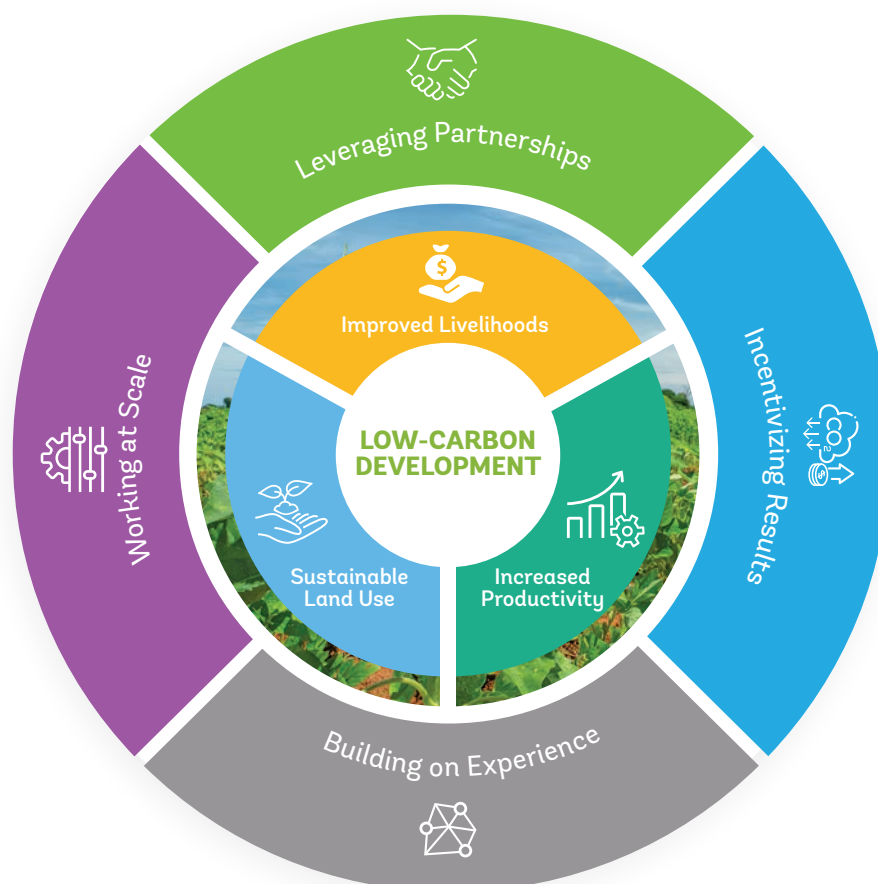 Leveraging Partnerships
$
Improved Livelihoods
Working at Scale
LOW-CARBON
DEVELOPMENT
Incentivizing Results
CO2
$
Sustainable
Land Use
Increased
Productivity
Building on Experience